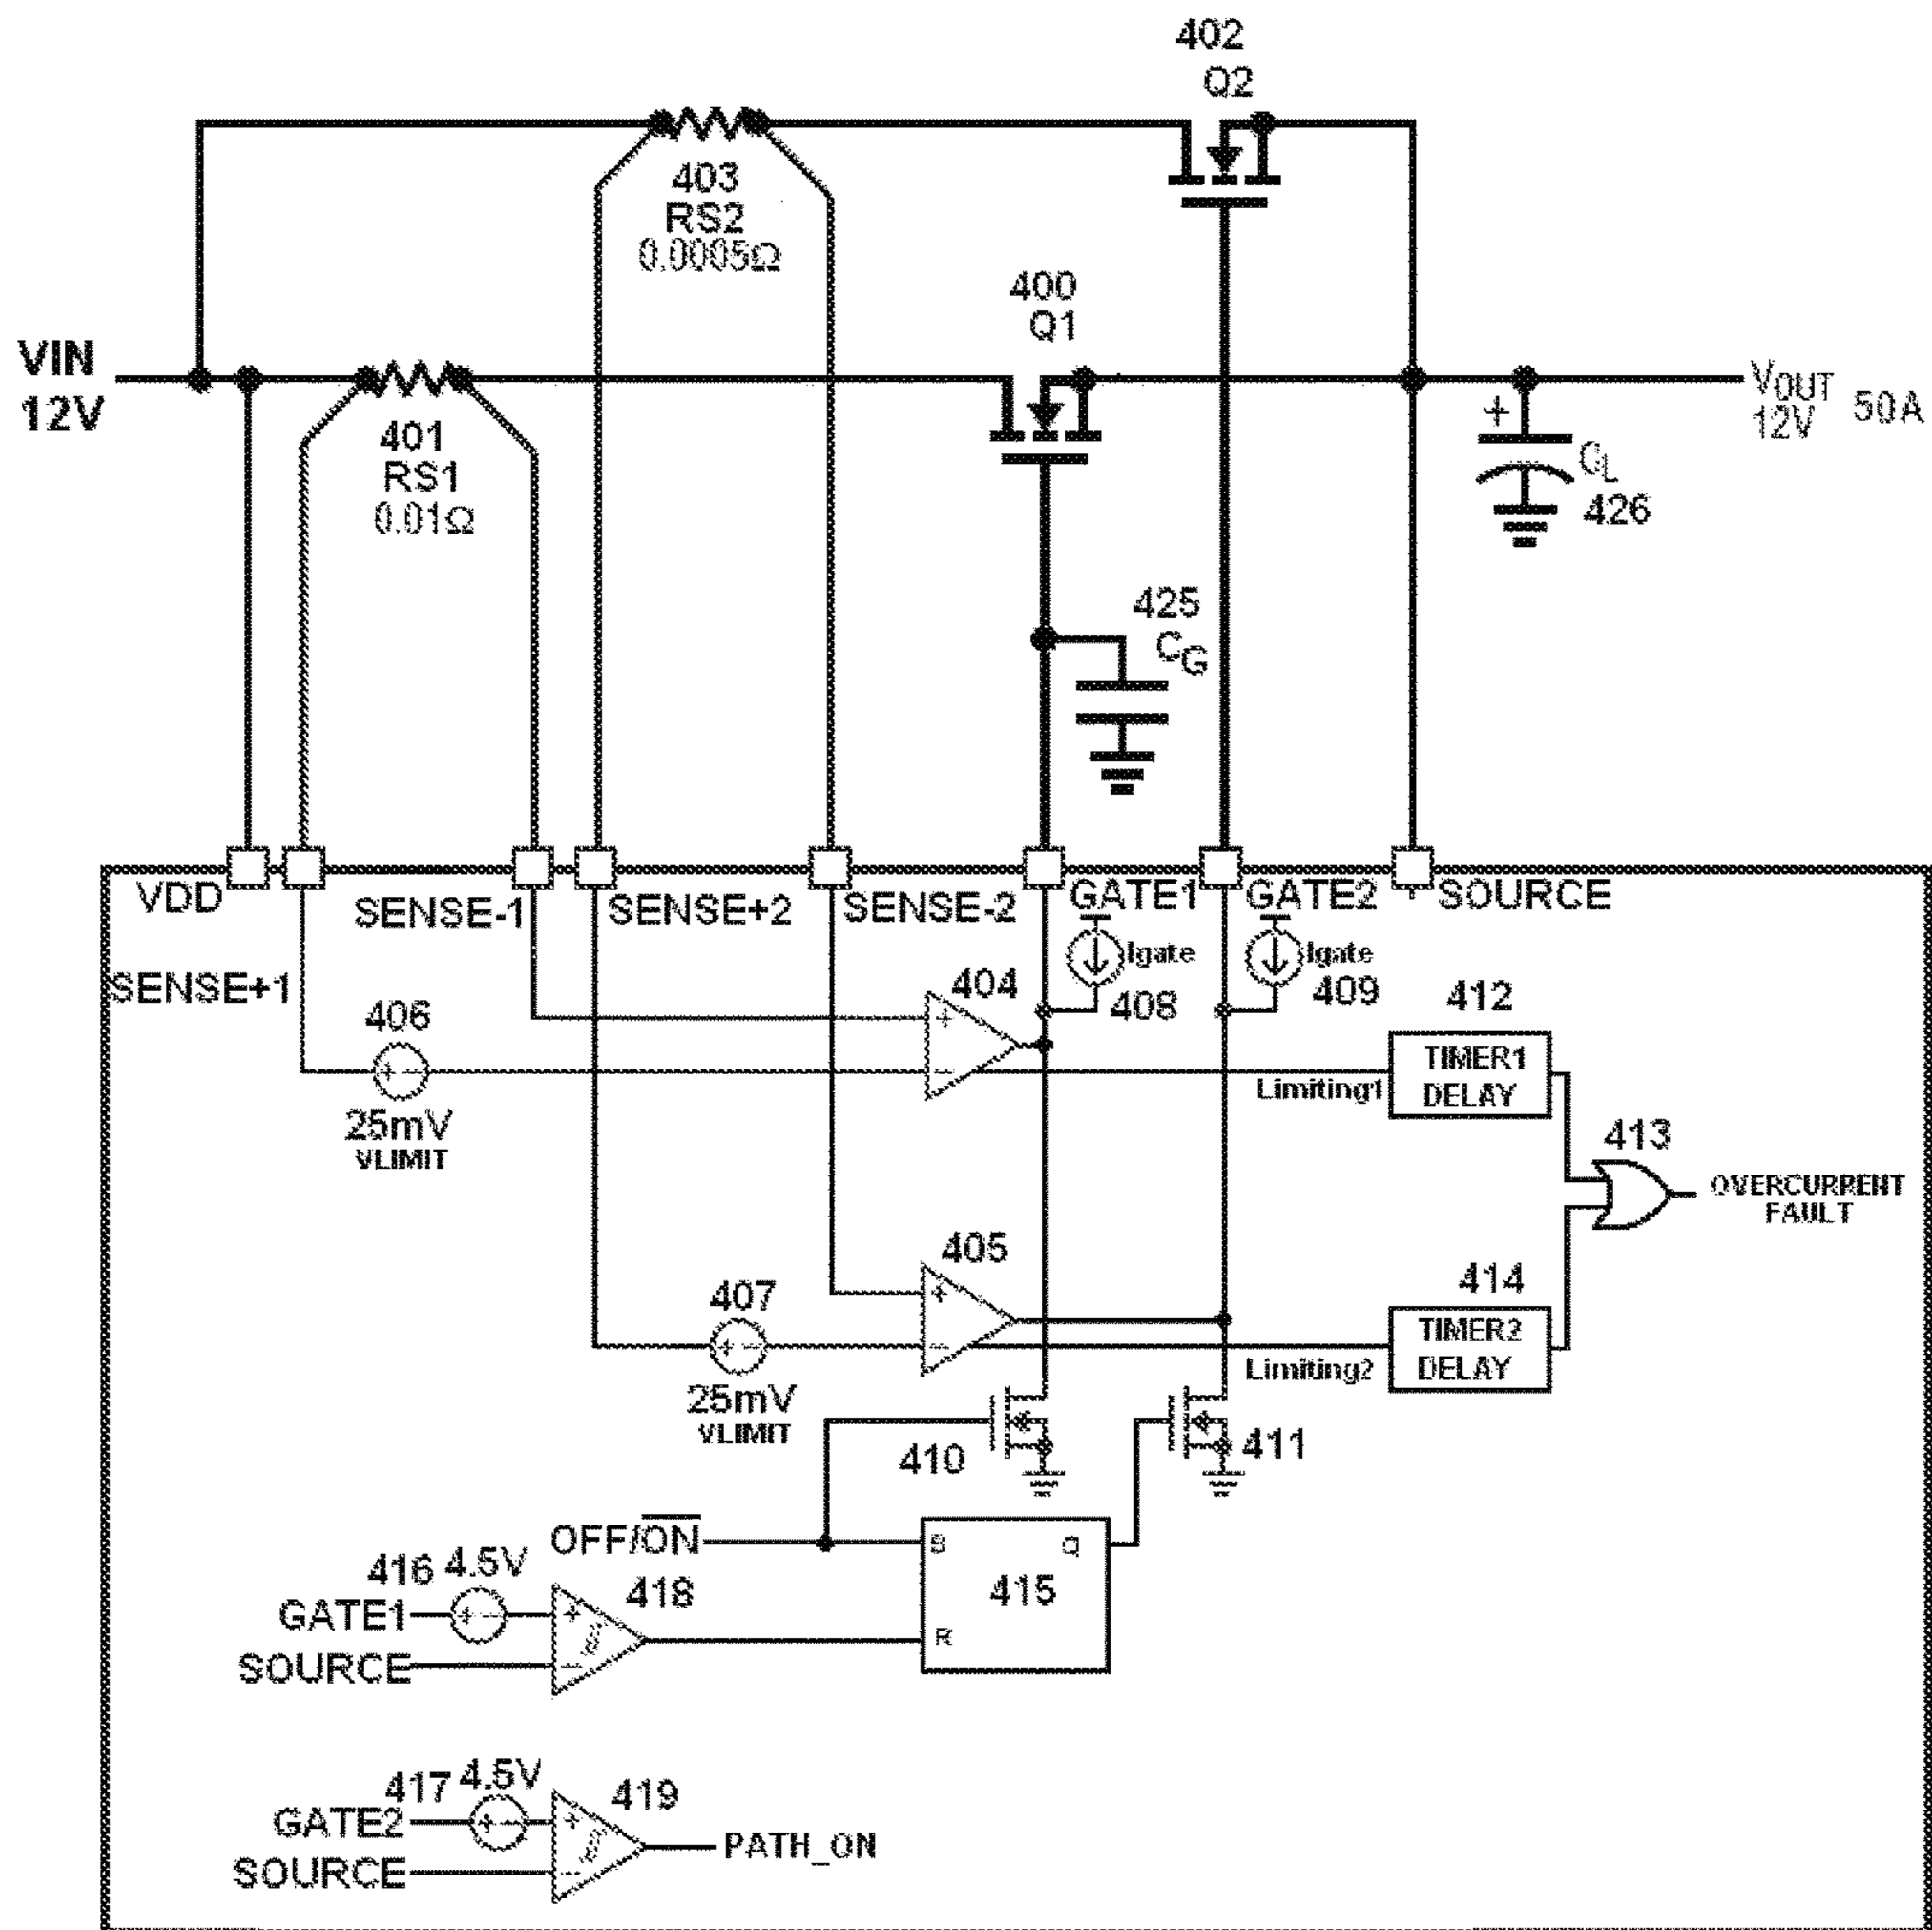 402
Q2
403
RS2
0.0005Ω
400
Q1
VIN
12V
401
RS1
0.01Ω
VOUT
12V
50A
+
CL
426
425
CG
VDD
SENSE+1
SENSE-1
SENSE+2
SENSE-2
GATE1
GATE2
SOURCE
Igate
408
Igate
409
404
+
−
406
+ −
25mV
VLIMIT
412
TIMER1
DELAY
Limiting1
413
OVERCURRENT
FAULT
405
+
−
407
+ −
25mV
VLIMIT
414
TIMER2
DELAY
Limiting2
410
411
OFF/ON
S
Q
415
R
416
4.5V
+ −
GATE1
SOURCE
+
−
418
417
4.5V
+ −
GATE2
SOURCE
+
−
419
PATH_ON